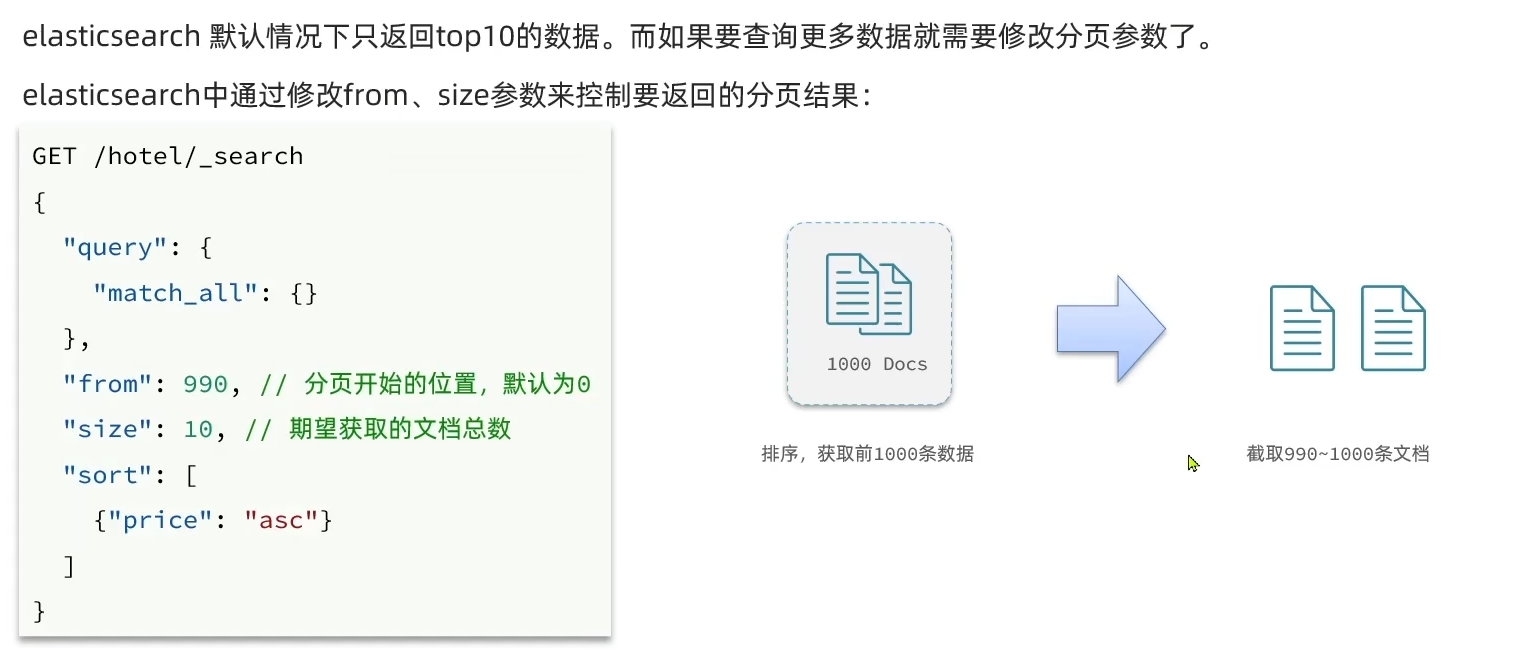 elasticsearch 默认情况下只返回top10的数据。而如果要查询更多数据就需要修改分页参数了。
elasticsearch中通过修改from、size参数来控制要返回的分页结果：
GET /hotel/_search
{
  "query": {
    "match_all": {}
  },
  "from": 990, // 分页开始的位置，默认为0
  "size": 10, // 期望获取的文档总数
  "sort": [
    {"price": "asc"}
  ]
}
1000 Docs
排序，获取前1000条数据
截取990~1000条文档